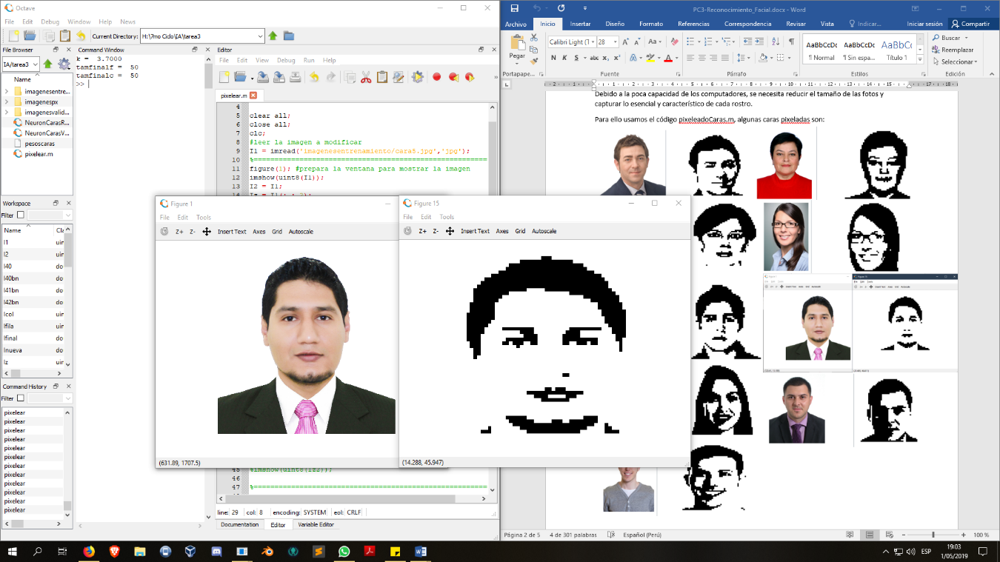 Octave
File Edit Debug Window Help News
Current Directory: H:\7mo Ciclo\IA\tarea3
File Browser
IA/tarea3
Name
imagenesentre...
imagenespx
imagenesvalid...
NeuronCarasR...
NeuronCarasV...
pesoscaras
pixelear.m
Workspace
Filter
Name Cla
I1 uir
I2 uir
I40 do
I40bn do
I41bn do
I42bn do
Icol uir
Ifila uir
Ifinal do
Inueva do
Iz uir
Command History
Filter
pixelear
pixelear
pixelear
pixelear
pixelear
pixelear
pixelear
pixelear
pixelear
pixelear
pixelear
pixelear
Command Window
k = 3.7000
tamfinalf = 50
tamfinalc = 50
>>
Editor
File Edit View Debug Run Help
pixelear.m
4
5 clear all;
6 close all;
7 clc;
8 #leer la imagen a modificar
9 I1 = imread('imagenesentrenamiento/cara5.jpg','jpg');
10 %==================================================
11 figure(1); #prepara la ventana para mostrar la imagen
12 imshow(uint8(I1));
13 I2 = I1;
45 %imshow(uint8(Iz2));
46
47 %==================================================
line: 29 col: 8 encoding: SYSTEM eol: CRLF
Documentation Editor Variable Editor
Figure 1
File Edit Tools
Z+ Z- Insert Text Axes Grid Autoscale
(631.89, 1707.5)
Figure 15
File Edit Tools
Z+ Z- Insert Text Axes Grid Autoscale
(14.288, 45.947)
PC3-Reconocimiento_Facial.docx - Word
Archivo Inicio Insertar Diseño Formato Referencias Correspondencia Revisar Vista Indicar... Iniciar sesión Compartir
Pegar
Calibri Light (T 28
N K S abc x₂ x²
AaBbCcDc AaBbCcDc AaBbCc
¶ Normal ¶ Sin espa... Título 1
Buscar
Reemplazar
Seleccionar
Portapape... Fuente Párrafo Estilos Edición
Debido a la poca capacidad de los computadores, se necesita reducir el tamaño de las fotos y
capturar lo esencial y característico de cada rostro.
Para ello usamos el código pixeleadoCaras.m, algunas caras pixeladas son:
Página 2 de 5 4 de 301 palabras Español (Perú) 100 %
ESP
19:03
1/05/2019